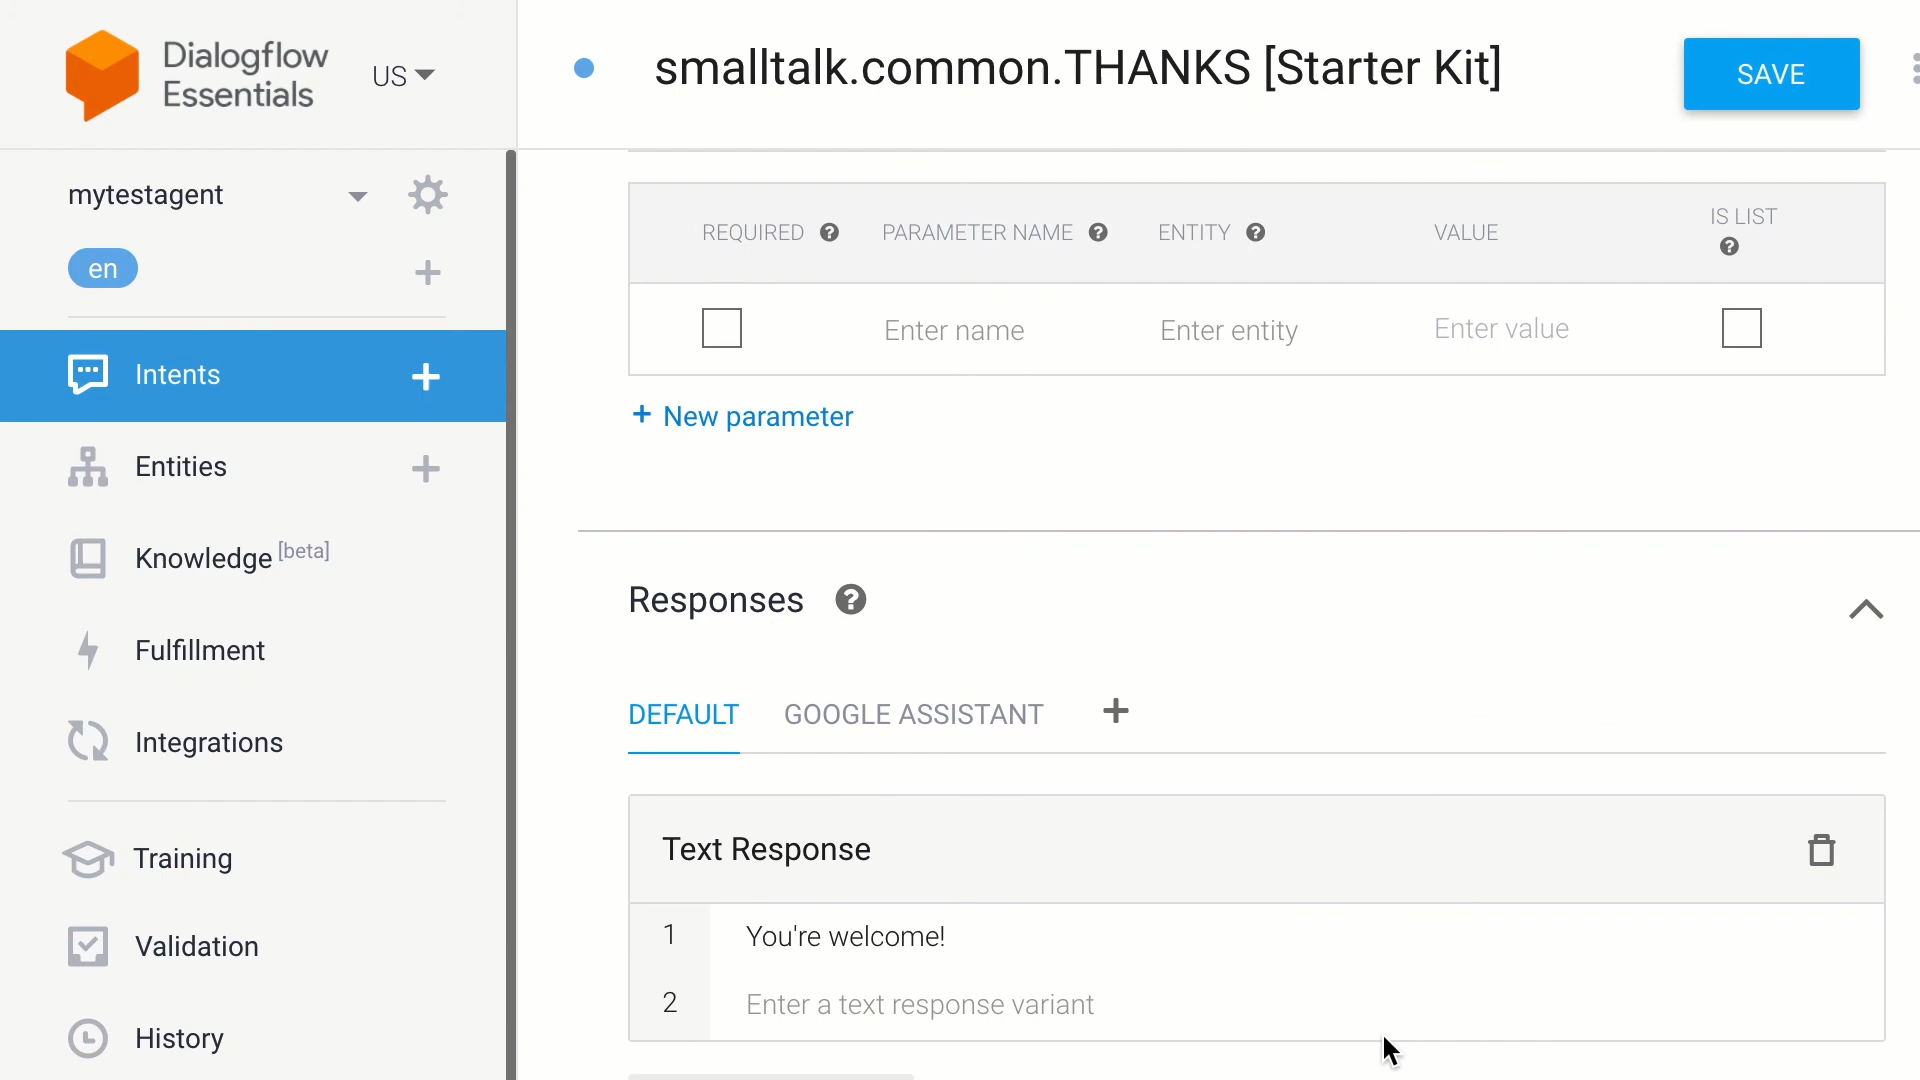 Dialogflow
Essentials
US
smalltalk.common.THANKS [Starter Kit]
SAVE
mytestagent
en
Intents
Entities
Knowledge [beta]
Fulfillment
Integrations
Training
Validation
History
REQUIRED
PARAMETER NAME
ENTITY
VALUE
IS LIST
Enter name
Enter entity
Enter value
+ New parameter
Responses
DEFAULT
GOOGLE ASSISTANT
Text Response
1 You're welcome!
2 Enter a text response variant